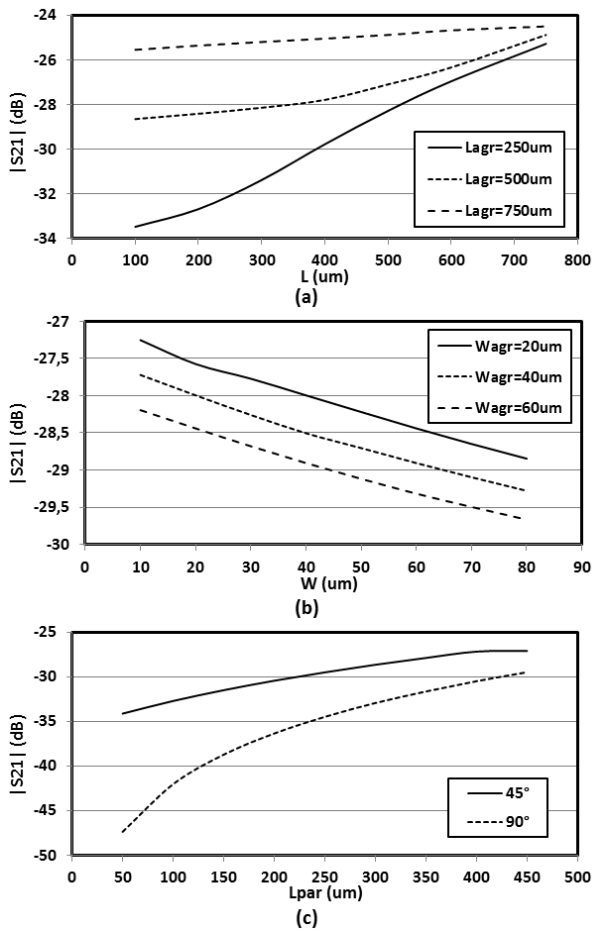 -24
-26
-28
-30
-32
-34
|S21| (dB)
Lagr=250um
Lagr=500um
Lagr=750um
0 100 200 300 400 500 600 700 800
L (um)
(a)
-27
-27,5
-28
-28,5
-29
-29,5
-30
|S21| (dB)
Wagr=20um
Wagr=40um
Wagr=60um
0 10 20 30 40 50 60 70 80 90
W (um)
(b)
-25
-30
-35
-40
-45
-50
|S21| (dB)
45°
90°
0 50 100 150 200 250 300 350 400 450 500
Lpar (um)
(c)